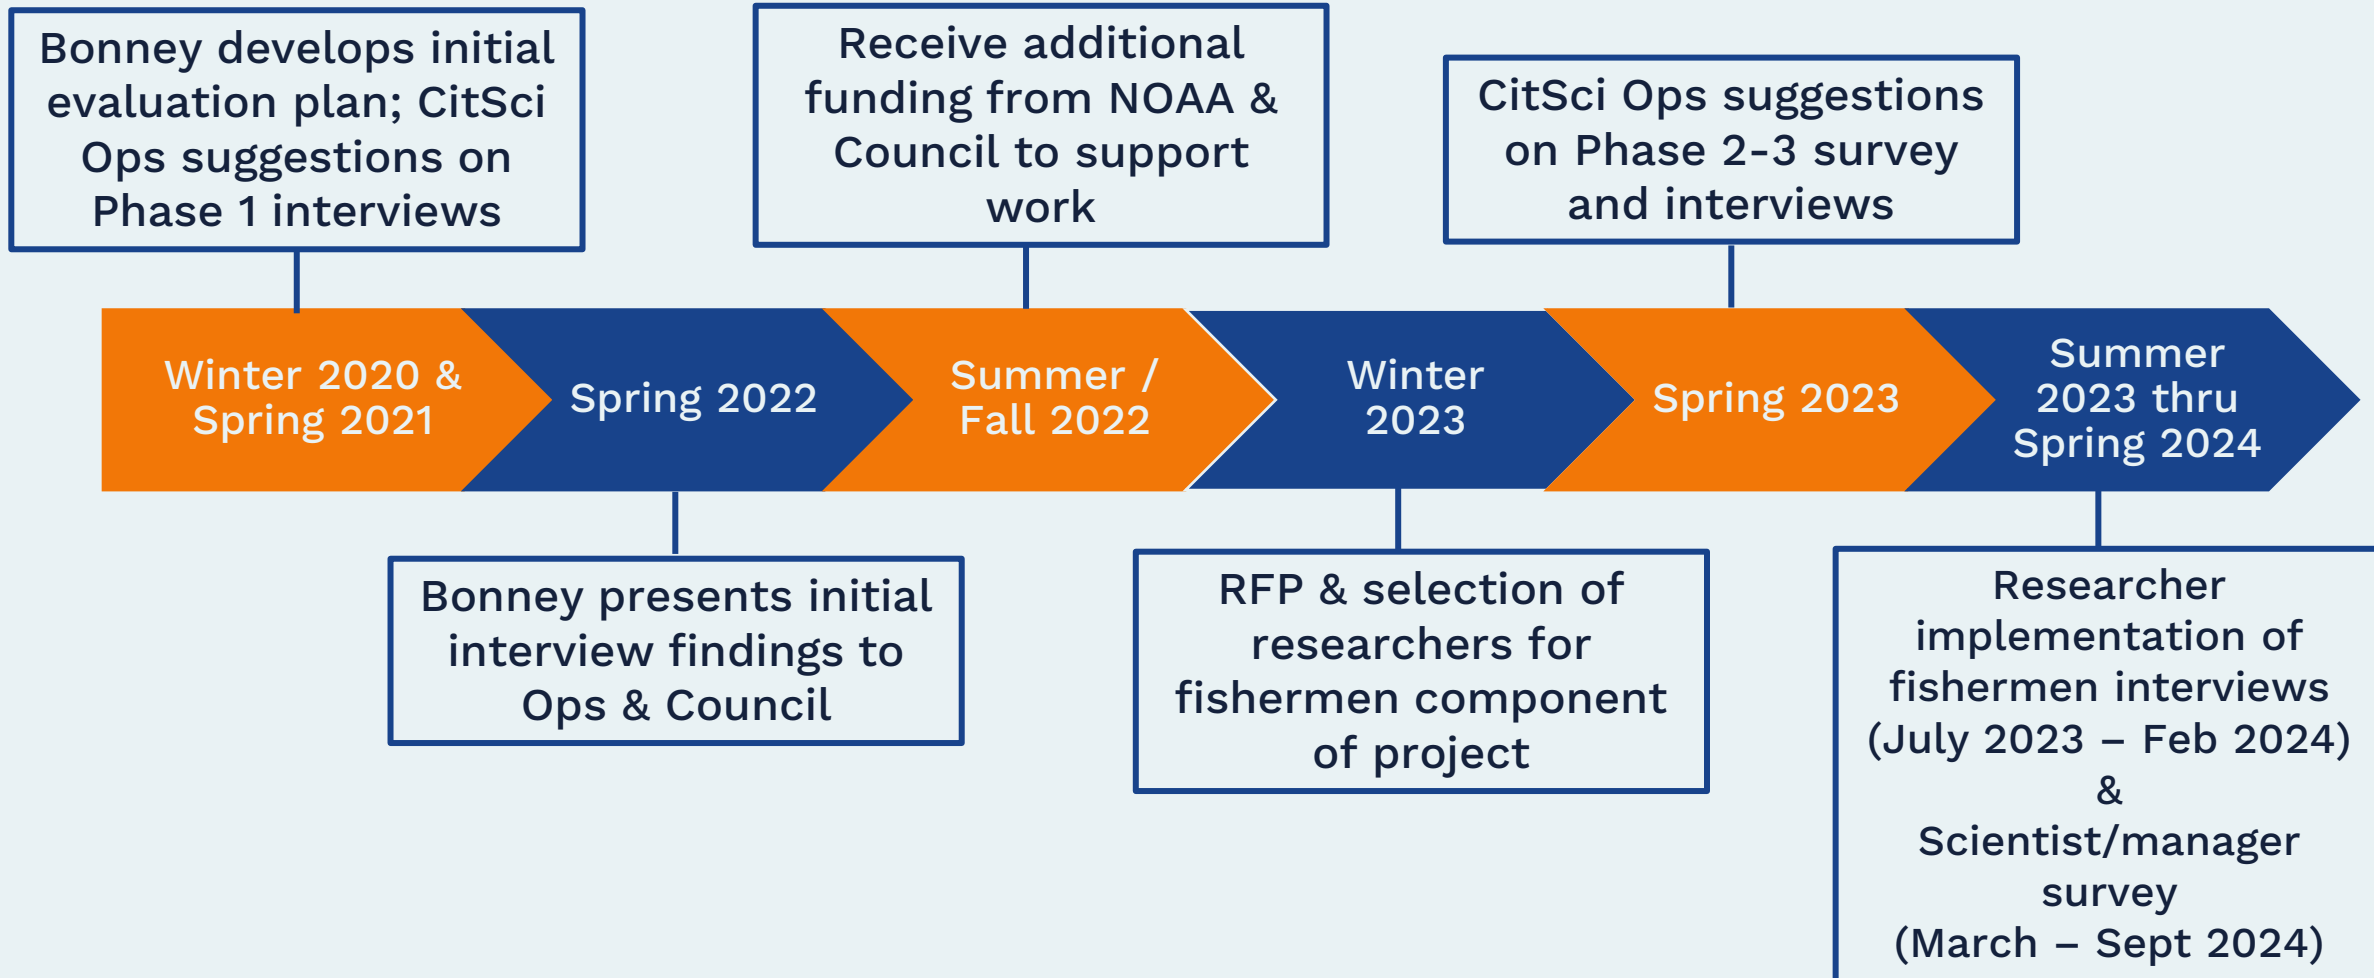 Bonney develops initial
evaluation plan; CitSci
Ops suggestions on
Phase 1 interviews
Receive additional
funding from NOAA &
Council to support
work
CitSci Ops suggestions
on Phase 2-3 survey
and interviews
Winter 2020 &
Spring 2021
Spring 2022
Summer /
Fall 2022
Winter
2023
Spring 2023
Summer
2023 thru
Spring 2024
Bonney presents initial
interview findings to
Ops & Council
RFP & selection of
researchers for
fishermen component
of project
Researcher
implementation of
fishermen interviews
(July 2023 – Feb 2024)
&
Scientist/manager
survey
(March – Sept 2024)